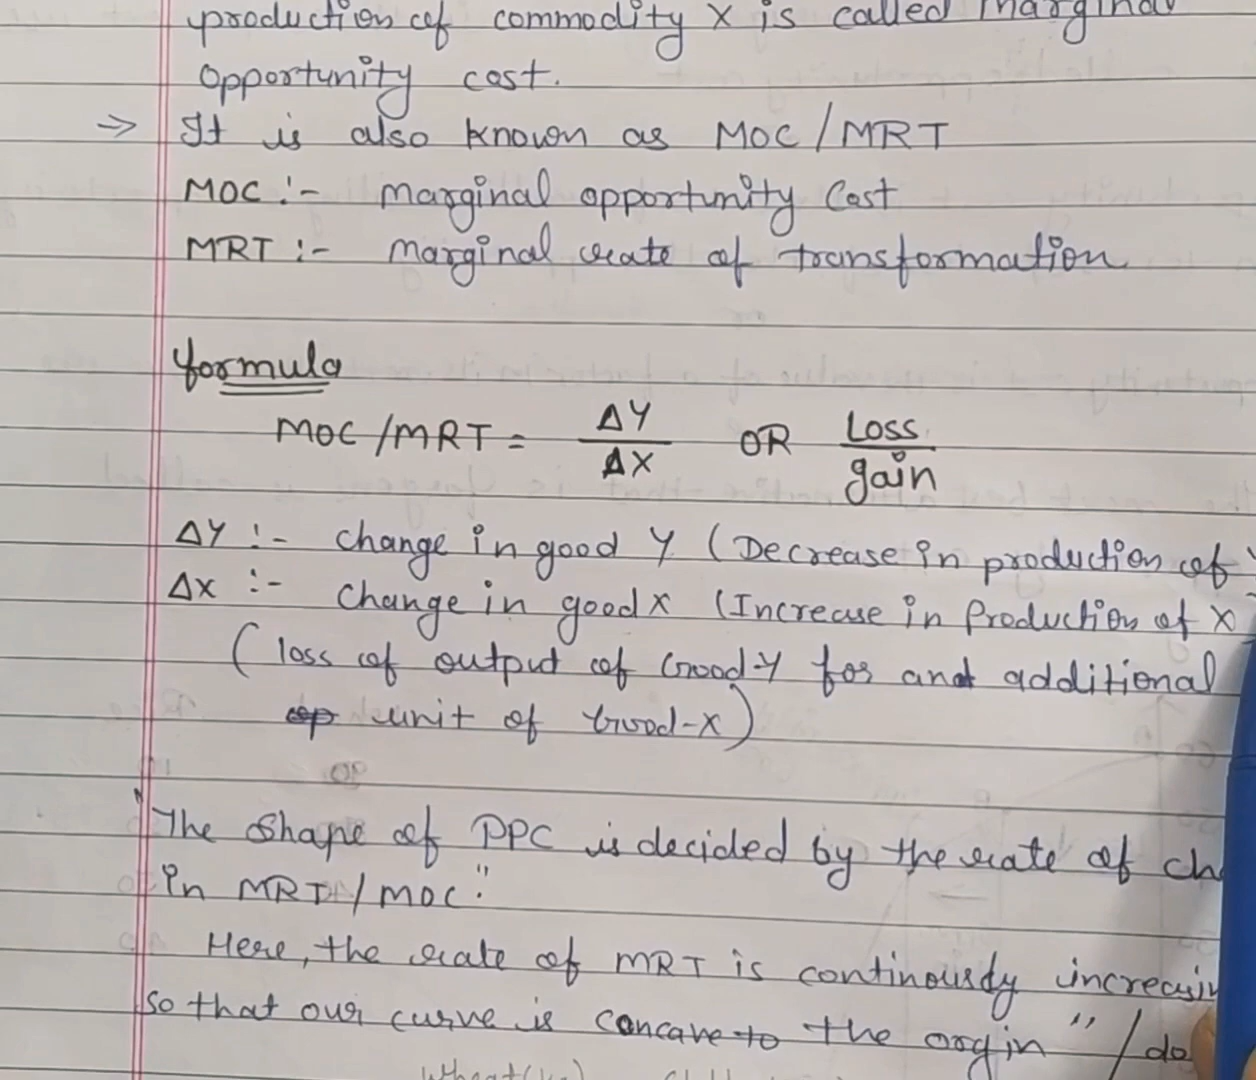 production of commodity X is called marginal
opportunity cost.
⇒ It is also known as MOC/MRT
MOC :- Marginal opportunity Cost
MRT :- Marginal rate of transformation
formula
MOC/MRT = ΔY/ΔX OR Loss/gain
ΔY :- change in good Y (Decrease in production of Y
ΔX :- change in good X (Increase in Production of X)
(loss of output of Good-Y for and additional
unit of Good-X)
"The shape of PPC is decided by the rate of ch
in MRT/MOC."
Here, the rate of MRT is continously increasin
so that our curve is concave to the orgin "/do